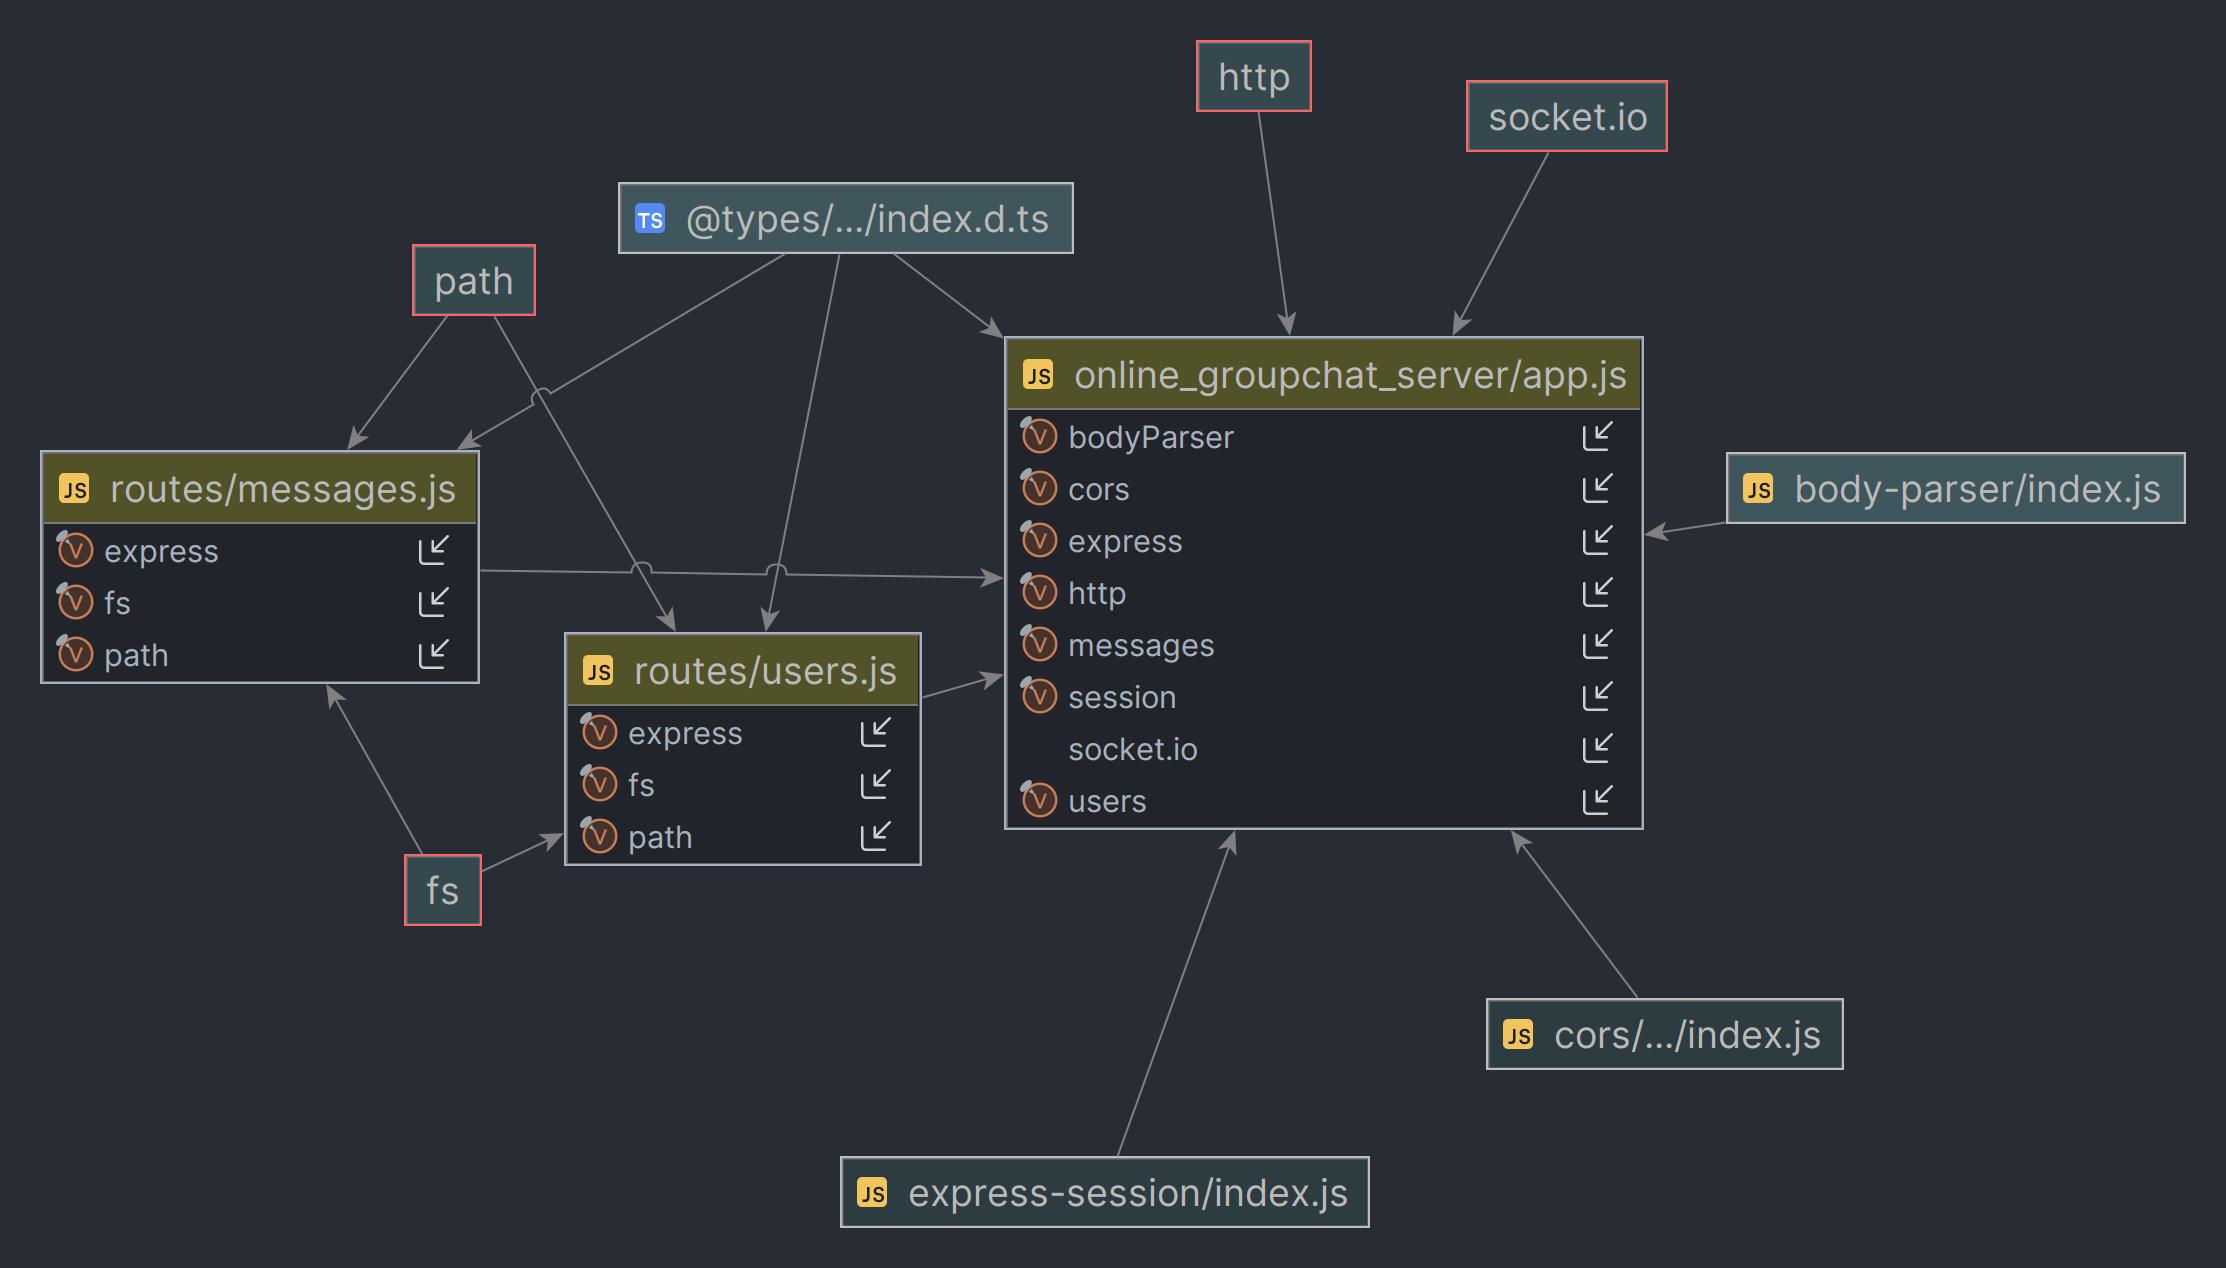 http
socket.io
TS @types/.../index.d.ts
path
JS online_groupchat_server/app.js
V bodyParser
V cors
V express
V http
V messages
V session
socket.io
V users
JS routes/messages.js
V express
V fs
V path
JS body-parser/index.js
JS routes/users.js
V express
V fs
V path
fs
JS cors/.../index.js
JS express-session/index.js